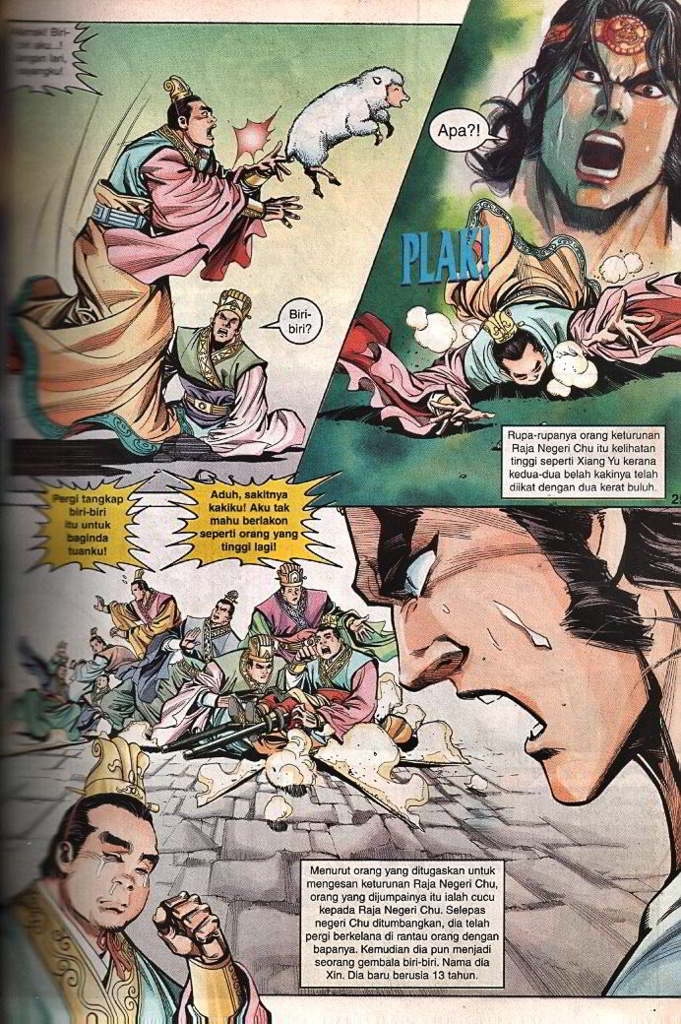 Biri-
aku...!
lari,
Apa?!
PLAK!
Biri-
biri?
Rupa-rupanya orang keturunan
Raja Negeri Chu itu kelihatan
tinggi seperti Xiang Yu kerana
kedua-dua belah kakinya telah
diikat dengan dua kerat buluh.
Pergi tangkap
biri-biri
itu untuk
baginda
tuanku!
Aduh, sakitnya
kakiku! Aku tak
mahu berlakon
seperti orang yang
tinggi lagi!
Menurut orang yang ditugaskan untuk
mengesan keturunan Raja Negeri Chu,
orang yang dijumpainya itu ialah cucu
kepada Raja Negeri Chu. Selepas
negeri Chu ditumbangkan, dia telah
pergi berkelana di rantau orang dengan
bapanya. Kemudian dia pun menjadi
seorang gembala biri-biri. Nama dia
Xin. Dia baru berusia 13 tahun.